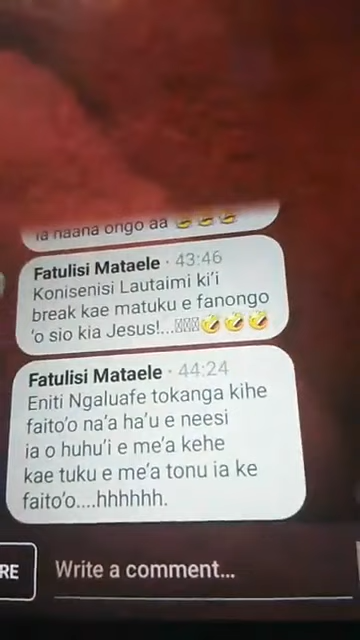 ia naana ongo aa 🤣🤣🤣
Fatulisi Mataele · 43:46
Konisenisi Lautaimi ki'i
break kae matuku e fanongo
'o sio kia Jesus!...🤣🤣🤣
Fatulisi Mataele · 44:24
Eniti Ngaluafe tokanga kihe
faito'o na'a ha'u e neesi
ia o huhu'i e me'a kehe
kae tuku e me'a tonu ia ke
faito'o....hhhhhh.
RE
Write a comment...